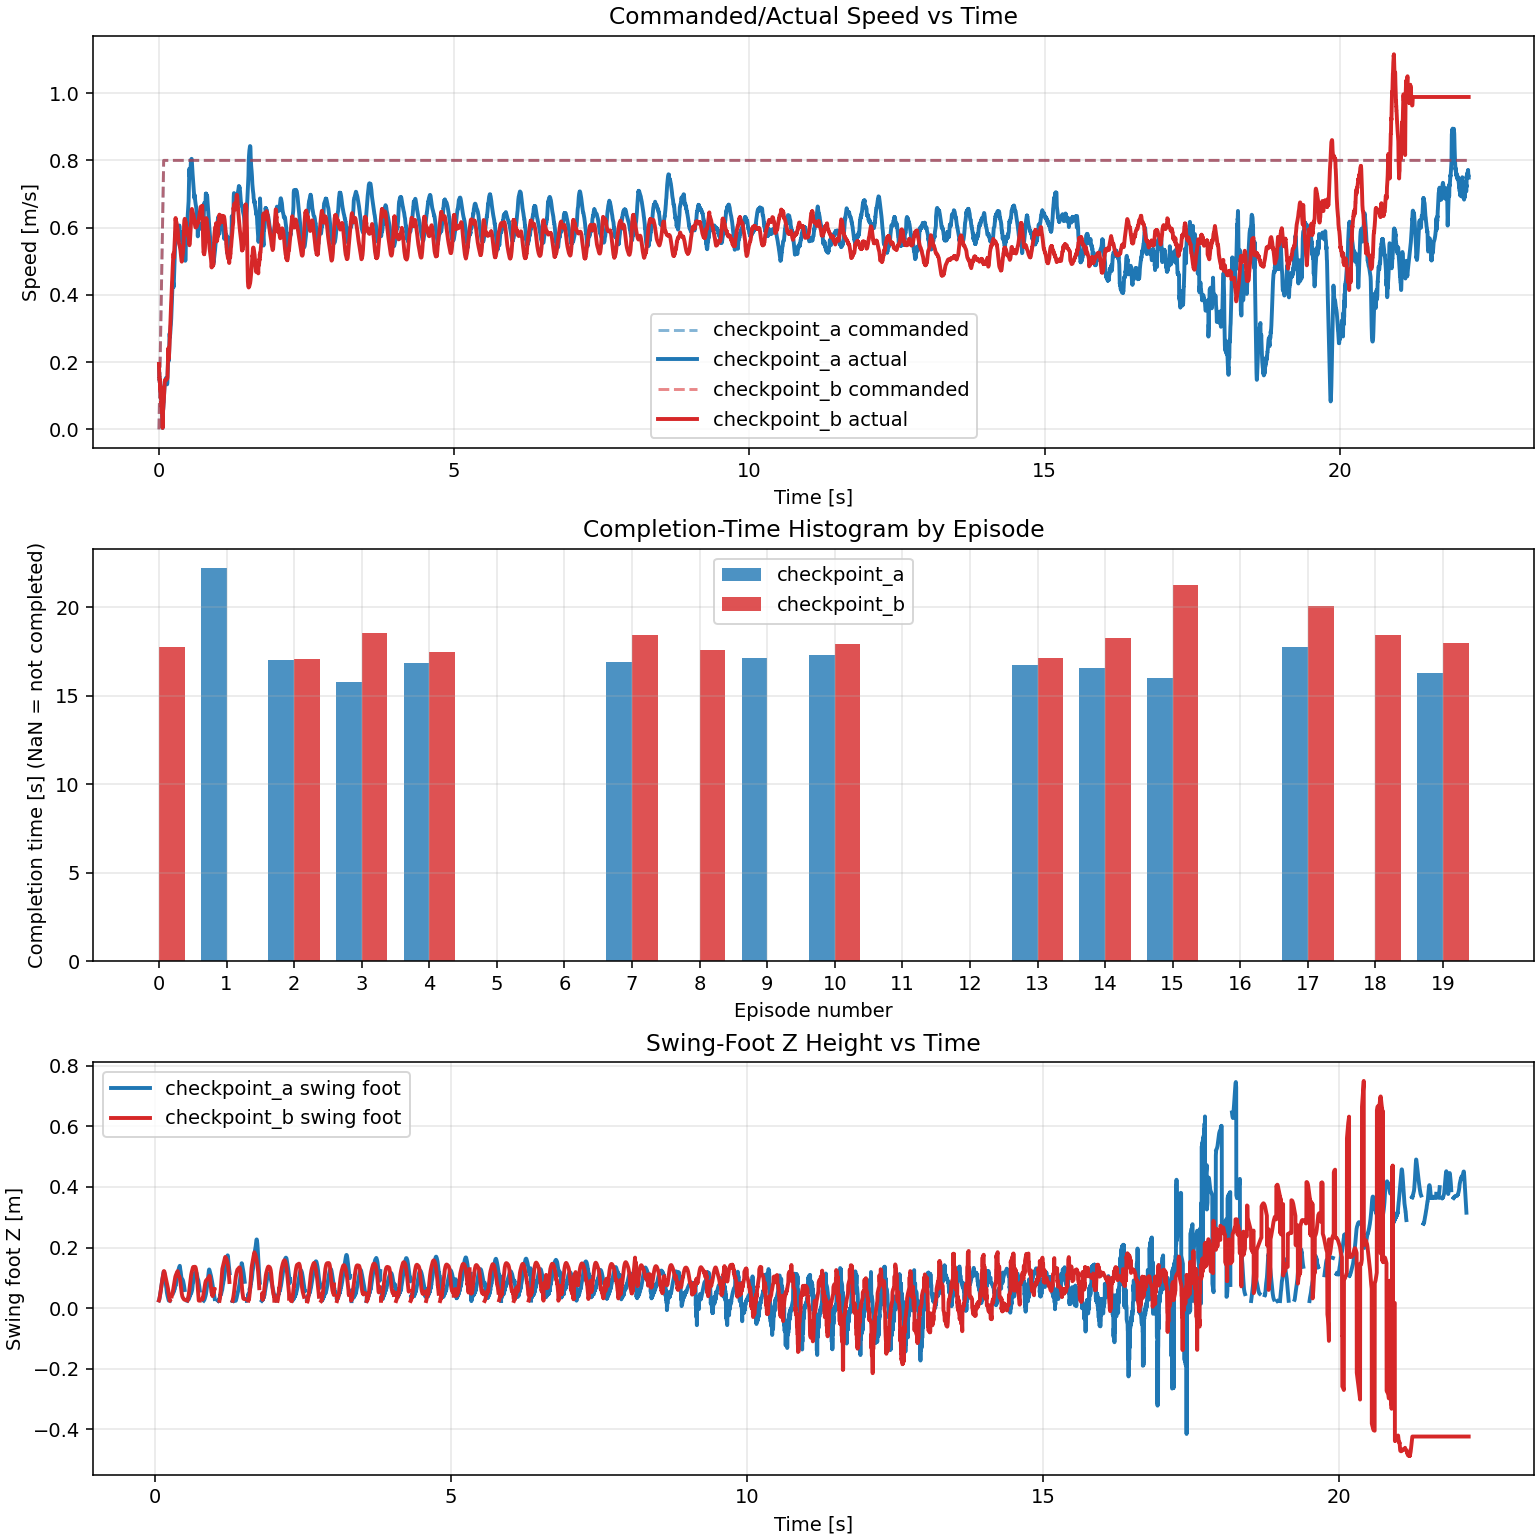 Commanded/Actual Speed vs Time
Speed [m/s]
1.0
0.8
0.6
0.4
0.2
0.0
checkpoint_a commanded
checkpoint_a actual
checkpoint_b commanded
checkpoint_b actual
0 5 10 15 20
Time [s]
Completion-Time Histogram by Episode
Completion time [s] (NaN = not completed)
20
15
10
5
0
checkpoint_a
checkpoint_b
0 1 2 3 4 5 6 7 8 9 10 11 12 13 14 15 16 17 18 19
Episode number
Swing-Foot Z Height vs Time
Swing foot Z [m]
0.8
0.6
0.4
0.2
0.0
−0.2
−0.4
checkpoint_a swing foot
checkpoint_b swing foot
0 5 10 15 20
Time [s]